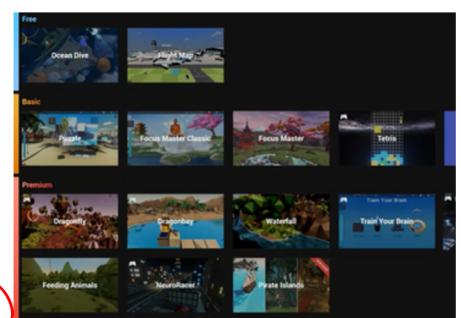 Free
Ocean Dive
Flight Map
Basic
Puzzle
Focus Master Classic
Focus Master
Tetris
Premium
Dragonfly
Dragonbay
Waterfall
Train Your Brain
Train Your Brain
Feeding Animals
NeuroRacer
Pirate Islands